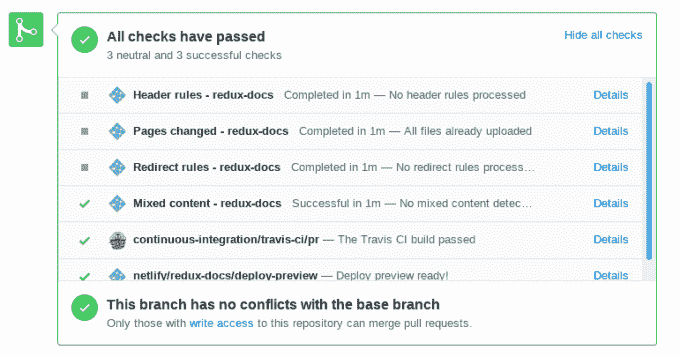 All checks have passed
Hide all checks
3 neutral and 3 successful checks
Header rules - redux-docs Completed in 1m — No header rules processed Details
Pages changed - redux-docs Completed in 1m — All files already uploaded Details
Redirect rules - redux-docs Completed in 1m — No redirect rules process… Details
Mixed content - redux-docs Successful in 1m — No mixed content detec… Details
continuous-integration/travis-ci/pr — The Travis CI build passed Details
netlify/redux-docs/deploy-preview — Deploy preview ready! Details
This branch has no conflicts with the base branch
Only those with write access to this repository can merge pull requests.